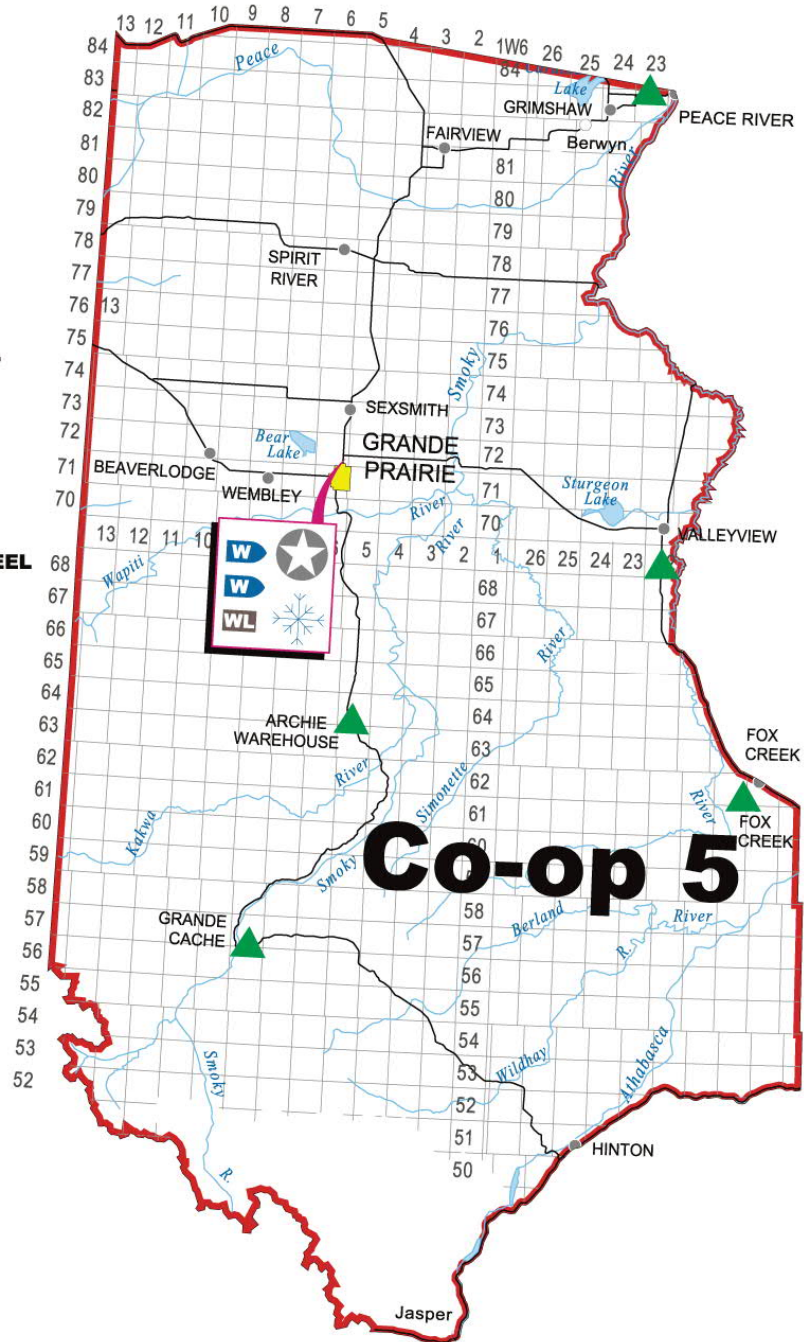 13 12 11 10 9 8 7 6 5 4 3 2 1W6 26 25 24 23
84
84
Peace
83
Lake
GRIMSHAW
82
PEACE RIVER
FAIRVIEW
Berwyn
81
81
River
80
80
79
79
78
SPIRIT
RIVER
78
77
77
76 13
76
75
75
Smoky
74
74
73
SEXSMITH
73
72
Bear
Lake
GRANDE
PRAIRIE
72
71
BEAVERLODGE
WEMBLEY
71
Sturgeon
Lake
70
River
70
River
VALLEYVIEW
13 12 11 10 5 4 3 2 1 26 25 24 23
EEL
68
W
Wapiti
68
67
W
67
66
WL
River
66
65
65
64
64
63
ARCHIE
WAREHOUSE
63
FOX
CREEK
62
River
62
61
Simonette
61
River
FOX
CREEK
60
Kakwa
60
59
Co-op 5
Smoky
58
58
57
GRANDE
CACHE
Berland
River
57
56
R.
56
55
55
54
54
53
Smoky
Wildhay
Athabasca
53
52
52
51
HINTON
50
R.
Jasper